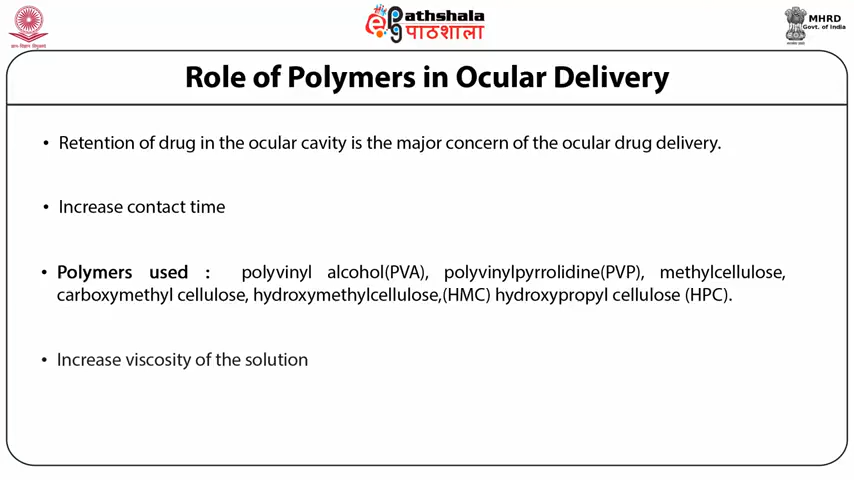 ePathshala
पाठशाला
MHRD
Govt. of India
Role of Polymers in Ocular Delivery
• Retention of drug in the ocular cavity is the major concern of the ocular drug delivery.
• Increase contact time
• Polymers used : polyvinyl alcohol(PVA), polyvinylpyrrolidine(PVP), methylcellulose,
carboxymethyl cellulose, hydroxymethylcellulose,(HMC) hydroxypropyl cellulose (HPC).
• Increase viscosity of the solution